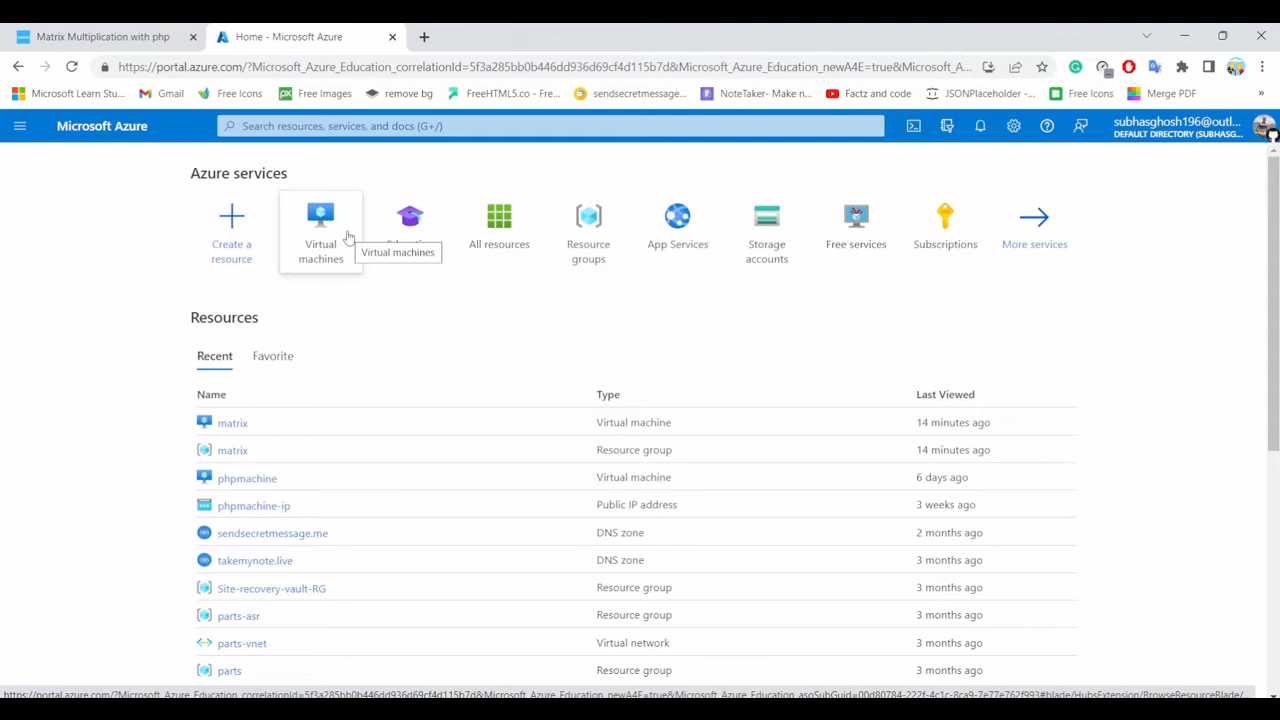 Matrix Multiplication with php
Home - Microsoft Azure
https://portal.azure.com/?Microsoft_Azure_Education_correlationId=5f3a285bb0b446dd936d69cf4d115b7d&Microsoft_Azure_Education_newA4E=true&Microsoft_A...
Microsoft Learn Stu... Gmail Free Icons Free Images remove bg FreeHTML5.co - Fre... sendsecretmessage.... NoteTaker- Make n... Factz and code JSONPlaceholder -... Free Icons Merge PDF »
Microsoft Azure
Search resources, services, and docs (G+/)
subhasghosh196@outl...
DEFAULT DIRECTORY (SUBHASG...
Azure services
Create a resource
Virtual machines
All resources
Resource groups
App Services
Storage accounts
Free services
Subscriptions
More services
Virtual machines
Resources
Recent Favorite
Name Type Last Viewed
matrix Virtual machine 14 minutes ago
matrix Resource group 14 minutes ago
phpmachine Virtual machine 6 days ago
phpmachine-ip Public IP address 3 weeks ago
sendsecretmessage.me DNS zone 2 months ago
takemynote.live DNS zone 3 months ago
Site-recovery-vault-RG Resource group 3 months ago
parts-asr Resource group 3 months ago
parts-vnet Virtual network 3 months ago
parts Resource group 3 months ago